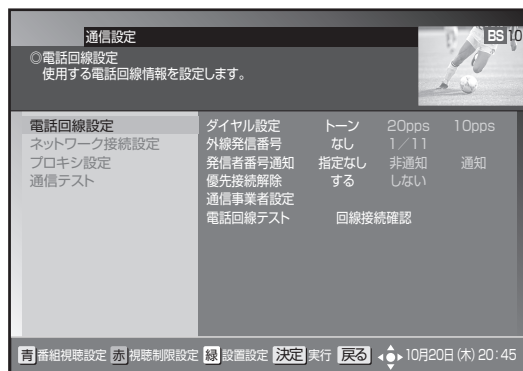 通信設定
BS 10
◎電話回線設定
使用する電話回線情報を設定します。
電話回線設定
ネットワーク接続設定
プロキシ設定
通信テスト
ダイヤル設定 トーン 20pps 10pps
外線発信番号 なし 1／11
発信者番号通知 指定なし 非通知 通知
優先接続解除 する しない
通信事業者設定
電話回線テスト 回線接続確認
青 番組視聴設定 赤 視聴制限設定 緑 設置設定 決定 実行 戻る 10月20日(木) 20:45